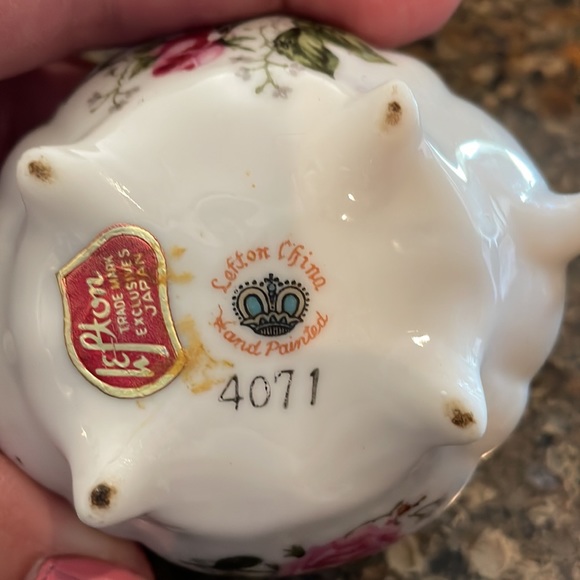 Lefton
TRADE MARK
EXCLUSIVES
JAPAN
Lefton China
Hand Painted
4071